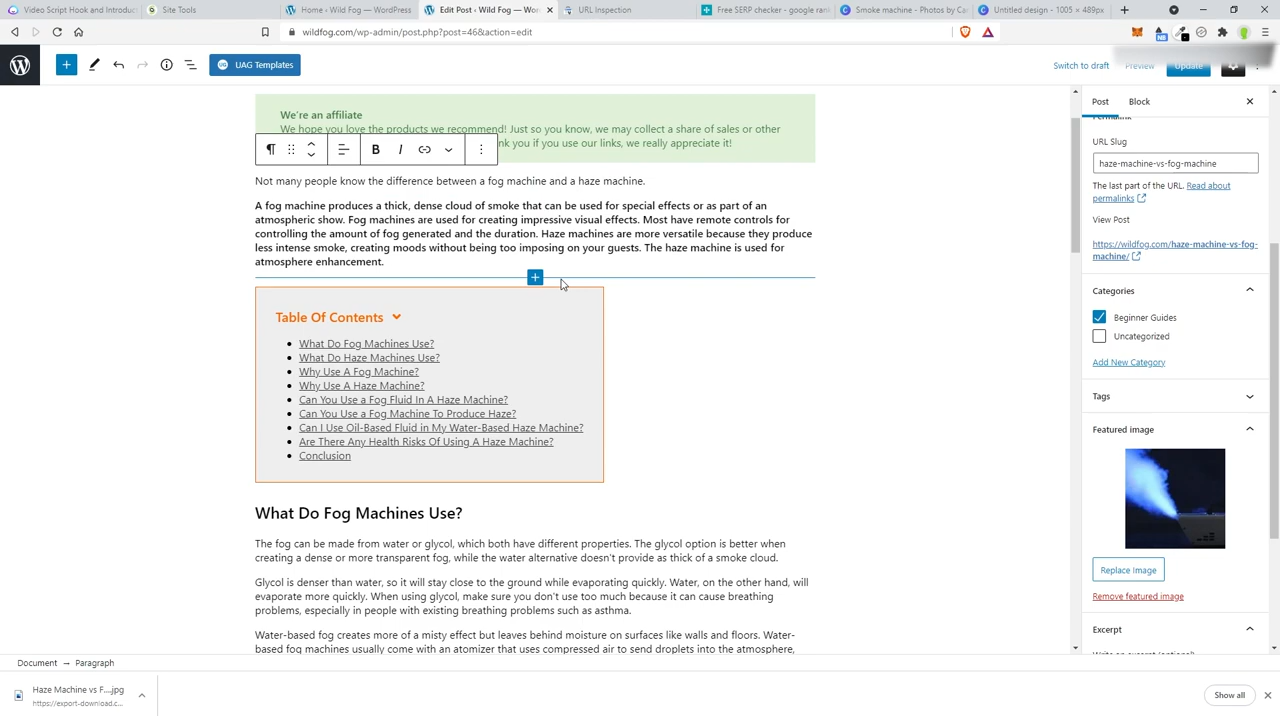 Video Script Hook and Introduct
Site Tools
Home ‹ Wild Fog — WordPress
Edit Post ‹ Wild Fog — Wor
URL Inspection
Free SERP checker - google rank
Smoke machine - Photos by Ca
Untitled design - 1005 × 489px
wildfog.com/wp-admin/post.php?post=46&action=edit
UAG Templates
Switch to draft
Preview
Update
We're an affiliate
We hope you love the products we recommend! Just so you know, we may collect a share of sales or other
nk you if you use our links, we really appreciate it!
Not many people know the difference between a fog machine and a haze machine.
A fog machine produces a thick, dense cloud of smoke that can be used for special effects or as part of an
atmospheric show. Fog machines are used for creating impressive visual effects. Most have remote controls for
controlling the amount of fog generated and the duration. Haze machines are more versatile because they produce
less intense smoke, creating moods without being too imposing on your guests. The haze machine is used for
atmosphere enhancement.
Table Of Contents
What Do Fog Machines Use?
What Do Haze Machines Use?
Why Use A Fog Machine?
Why Use A Haze Machine?
Can You Use a Fog Fluid In A Haze Machine?
Can You Use a Fog Machine To Produce Haze?
Can I Use Oil-Based Fluid in My Water-Based Haze Machine?
Are There Any Health Risks Of Using A Haze Machine?
Conclusion
What Do Fog Machines Use?
The fog can be made from water or glycol, which both have different properties. The glycol option is better when
creating a dense or more transparent fog, while the water alternative doesn't provide as thick of a smoke cloud.
Glycol is denser than water, so it will stay close to the ground while evaporating quickly. Water, on the other hand, will
evaporate more quickly. When using glycol, make sure you don't use too much because it can cause breathing
problems, especially in people with existing breathing problems such as asthma.
Water-based fog creates more of a misty effect but leaves behind moisture on surfaces like walls and floors. Water-
based fog machines usually come with an atomizer that uses compressed air to send droplets into the atmosphere,
Post
Block
Permalink
URL Slug
haze-machine-vs-fog-machine
The last part of the URL. Read about
permalinks
View Post
https://wildfog.com/haze-machine-vs-fog-
machine/
Categories
Beginner Guides
Uncategorized
Add New Category
Tags
Featured image
Replace Image
Remove featured image
Excerpt
Write an excerpt (optional)
Document → Paragraph
Haze Machine vs F....jpg
https://export-download.c...
Show all